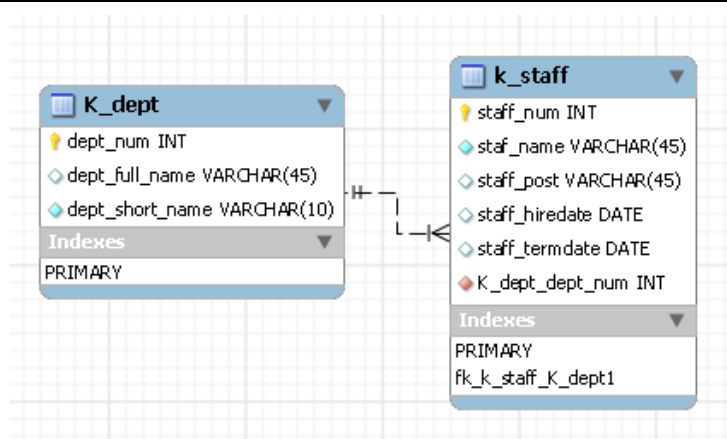 K_dept
dept_num INT
dept_full_name VARCHAR(45)
dept_short_name VARCHAR(10)
Indexes
PRIMARY
k_staff
staff_num INT
staf_name VARCHAR(45)
staff_post VARCHAR(45)
staff_hiredate DATE
staff_termdate DATE
K_dept_dept_num INT
Indexes
PRIMARY
fk_k_staff_K_dept1